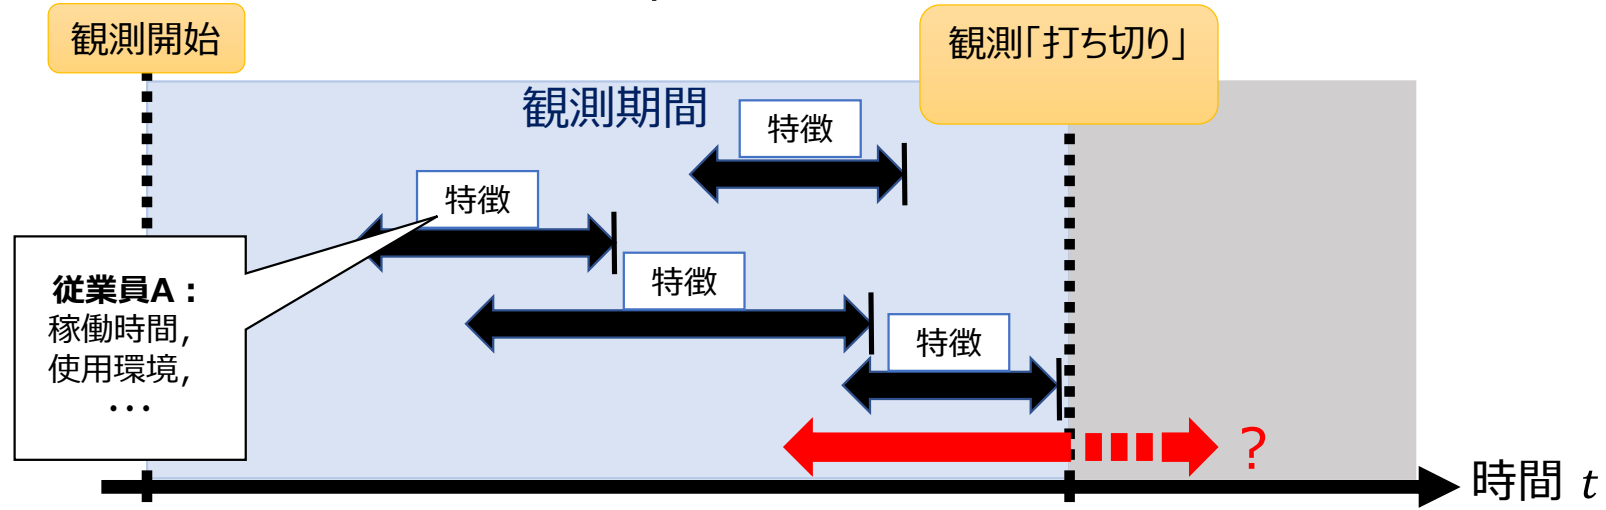 観測開始
観測「打ち切り」
観測期間
特徴
特徴
特徴
特徴
従業員A：
稼働時間,
使用環境,
・・・
?
時間 t